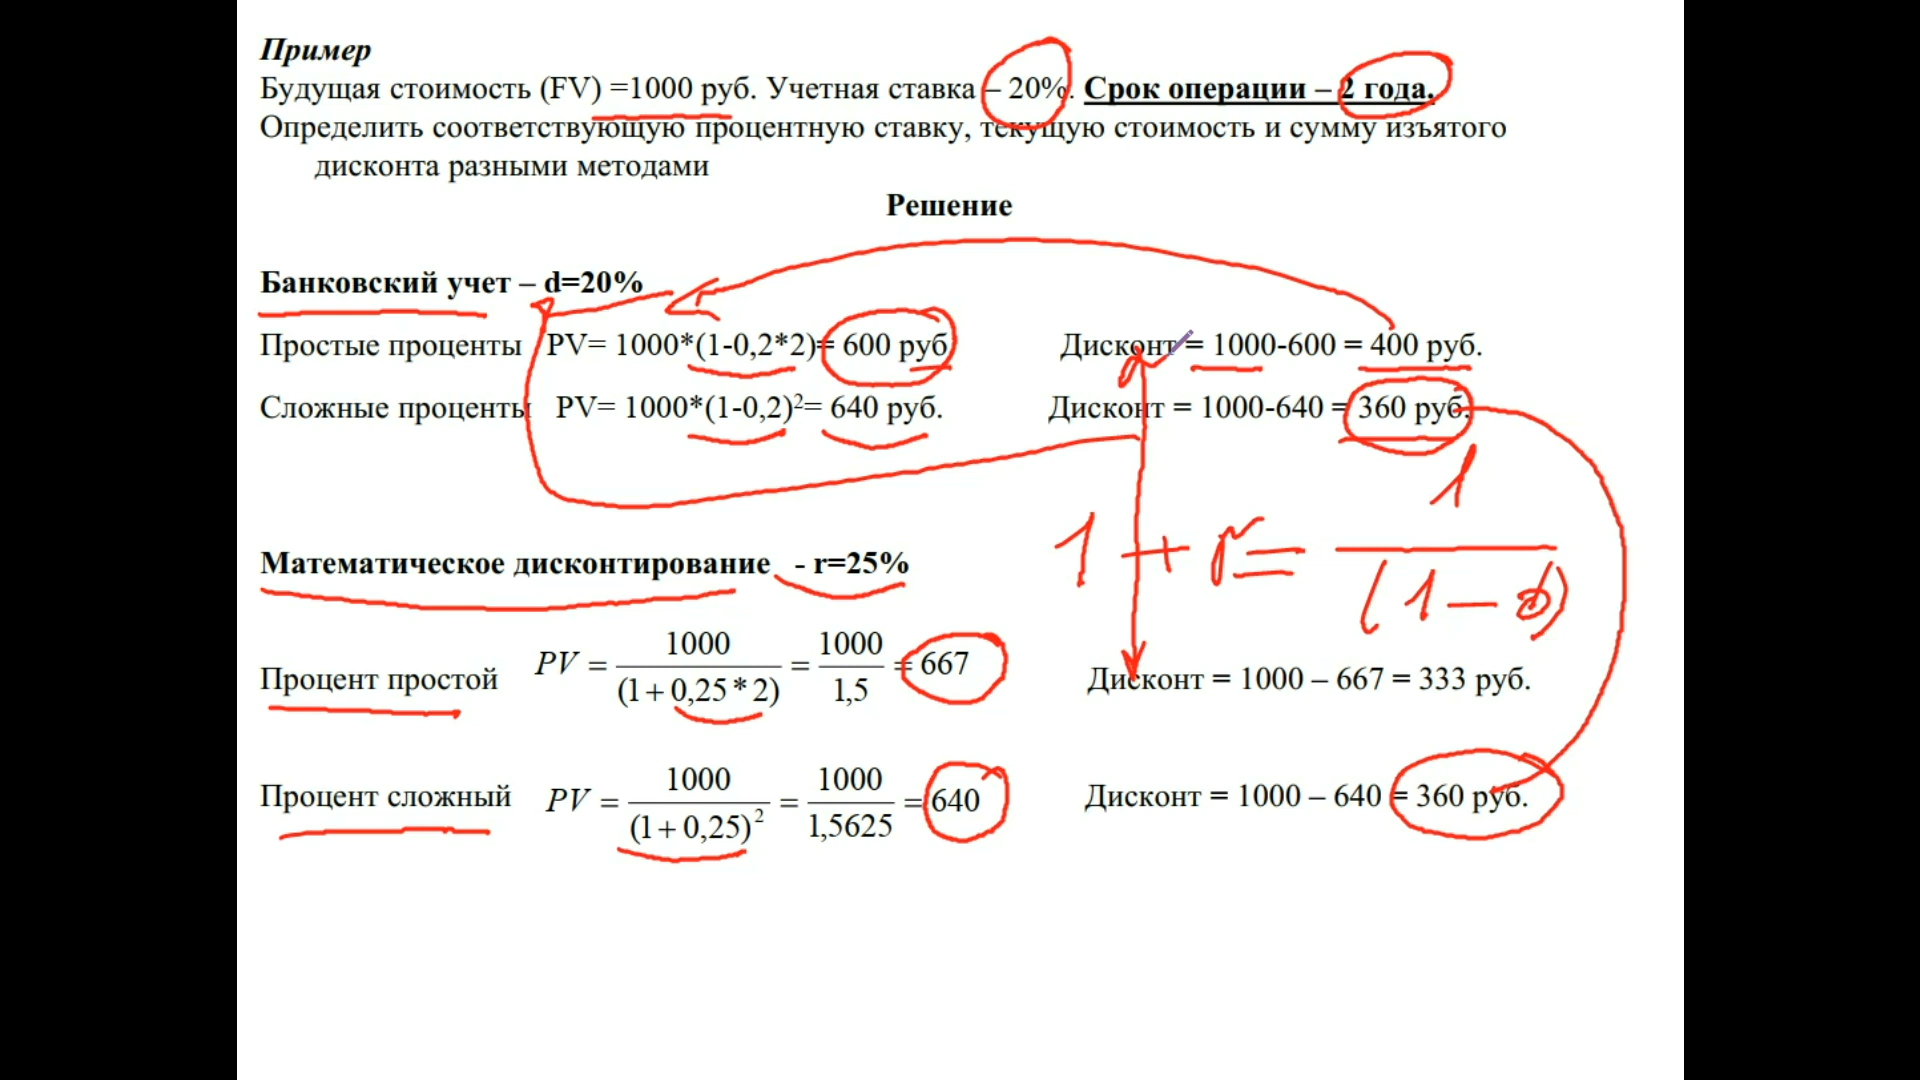 Пример
Будущая стоимость (FV) =1000 руб. Учетная ставка – 20%. Срок операции – 2 года.
Определить соответствующую процентную ставку, текущую стоимость и сумму изъятого
дисконта разными методами
Решение
Банковский учет – d=20%
Простые проценты PV= 1000*(1-0,2*2)= 600 руб. Дисконт = 1000-600 = 400 руб.
Сложные проценты PV= 1000*(1-0,2)²= 640 руб. Дисконт = 1000-640 = 360 руб.
1 + r = 1 / (1 – d)
Математическое дисконтирование - r=25%
Процент простой PV = 1000 / (1 + 0,25 * 2) = 1000 / 1,5 = 667 Дисконт = 1000 – 667 = 333 руб.
Процент сложный PV = 1000 / (1 + 0,25)² = 1000 / 1,5625 = 640 Дисконт = 1000 – 640 = 360 руб.